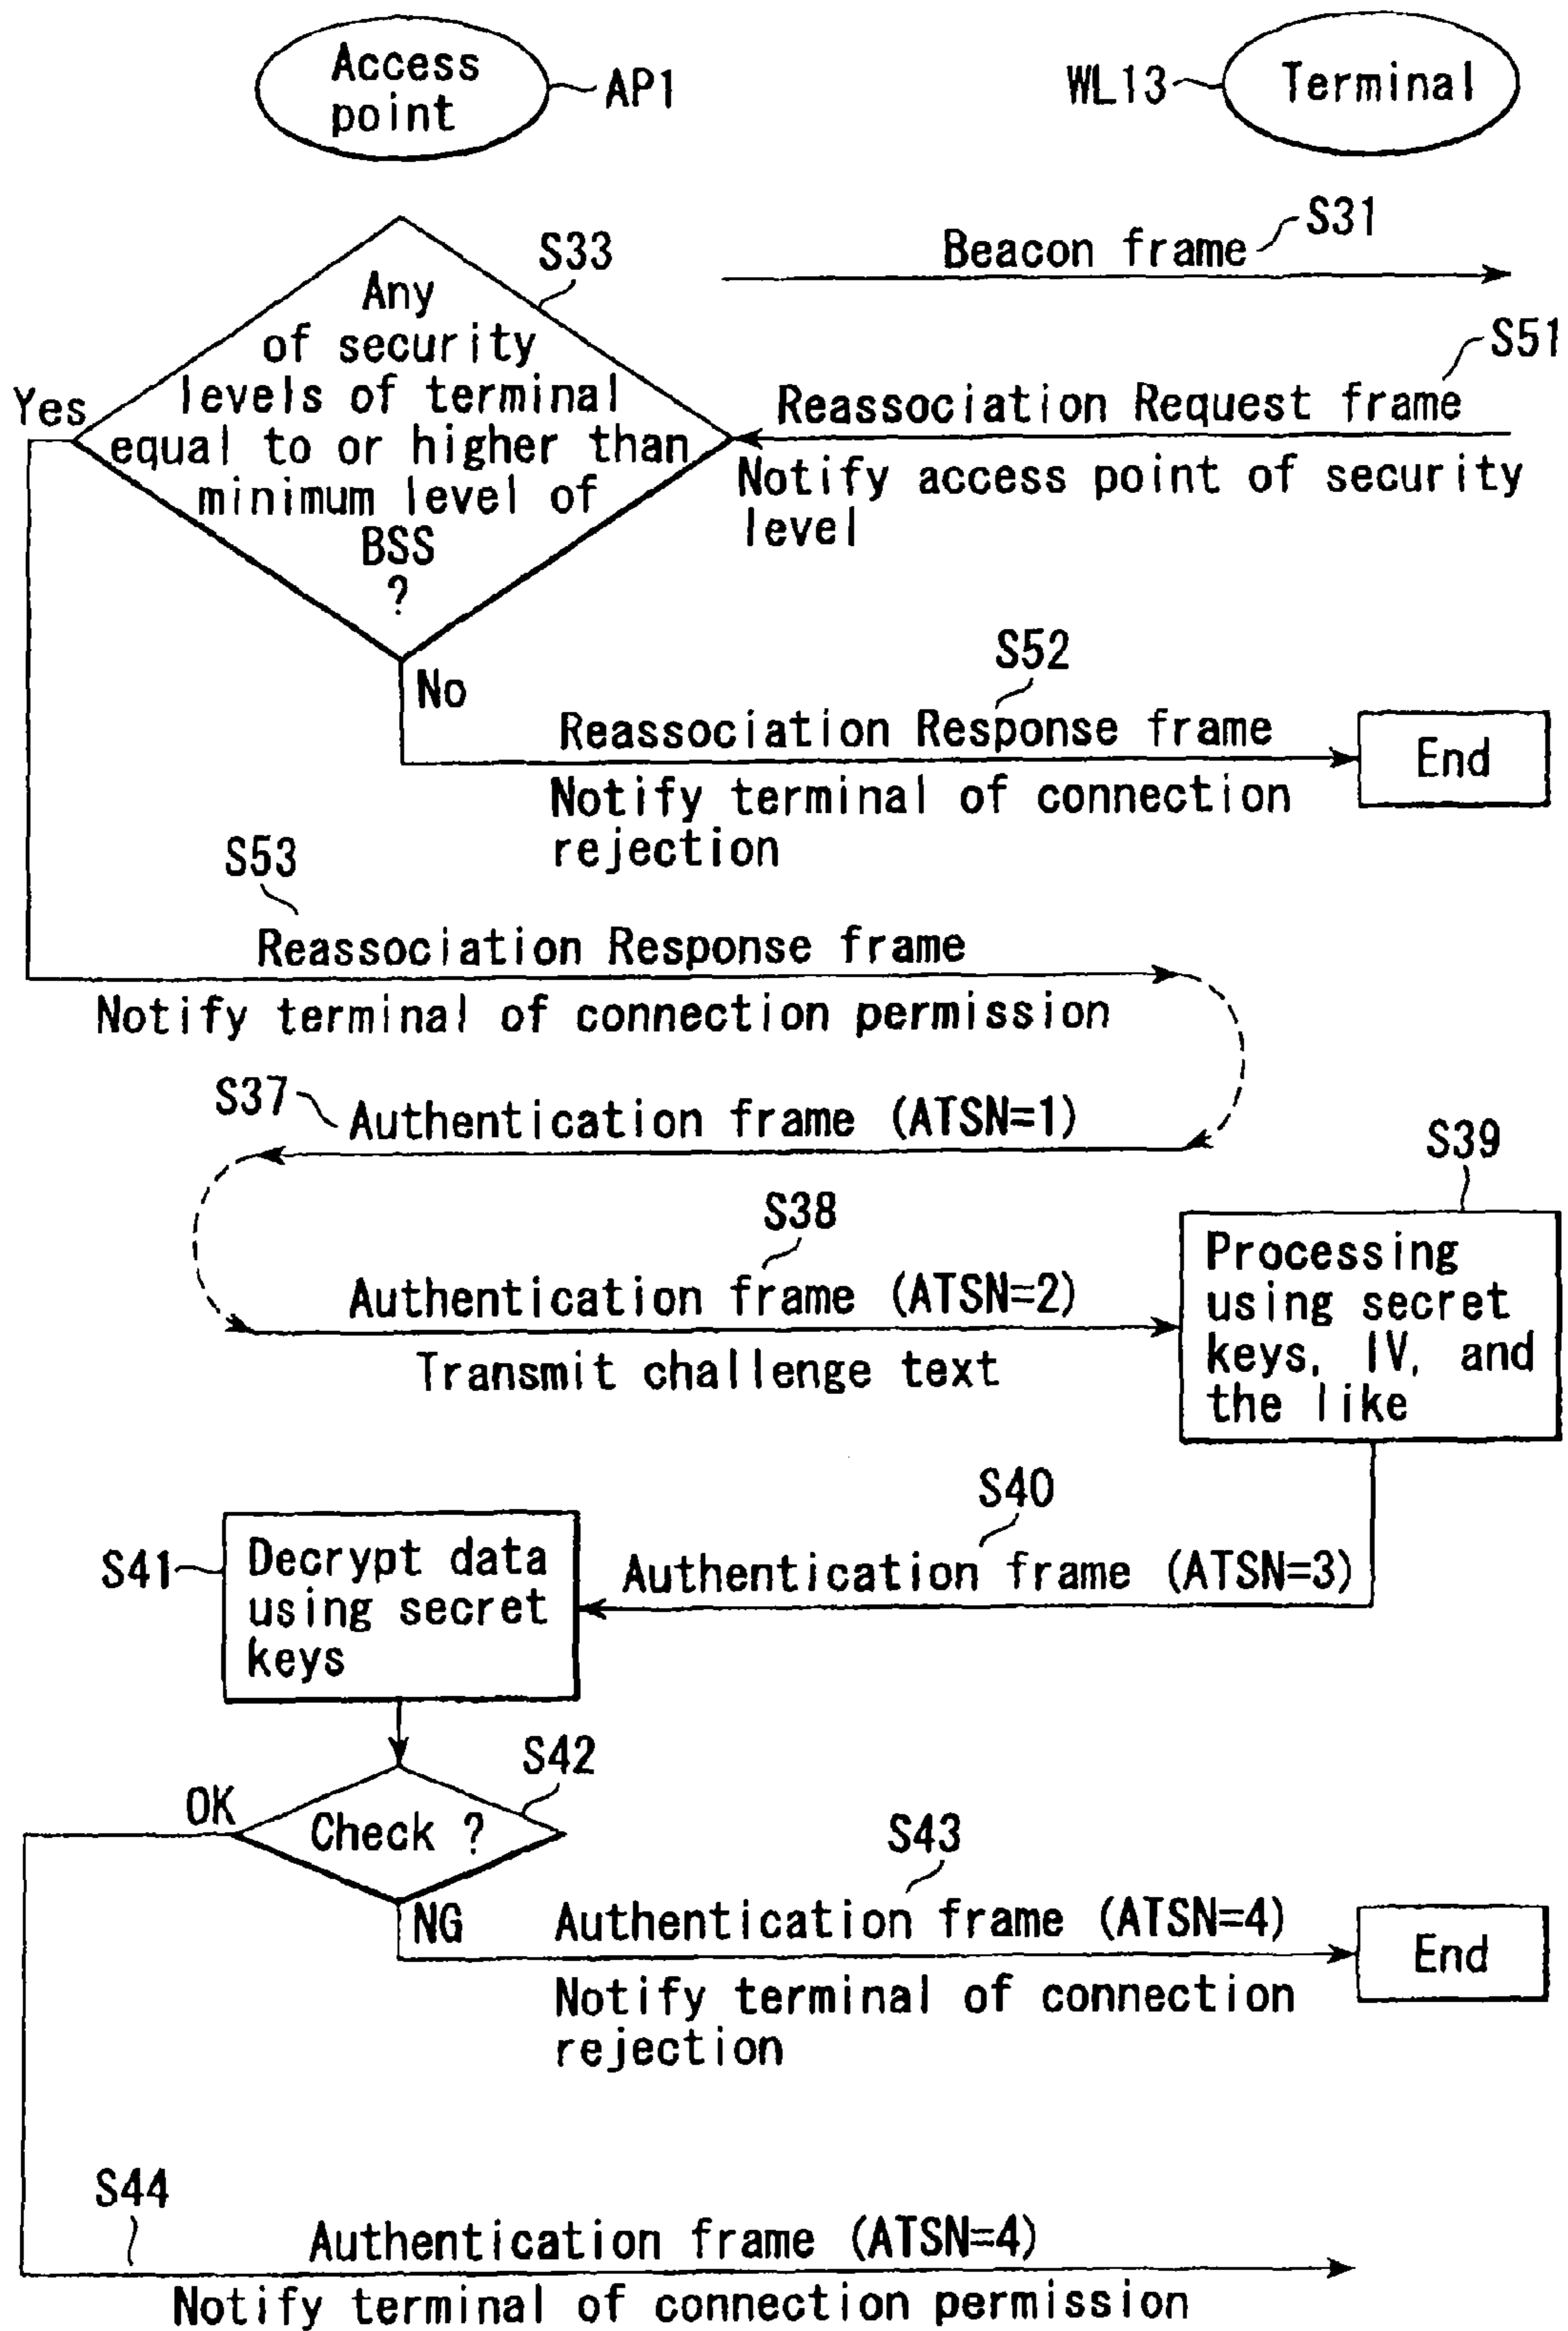 Access
point
AP1
WL13
Terminal
S31
Beacon frame
S33
Any
of security
levels of terminal
equal to or higher than
minimum level of
BSS
?
Yes
S51
Reassociation Request frame
Notify access point of security
level
No
S52
Reassociation Response frame
Notify terminal of connection
rejection
End
S53
Reassociation Response frame
Notify terminal of connection permission
S37
Authentication frame (ATSN=1)
S38
Authentication frame (ATSN=2)
Transmit challenge text
S39
Processing
using secret
keys, IV, and
the like
S40
Authentication frame (ATSN=3)
S41
Decrypt data
using secret
keys
S42
Check ?
OK
NG
S43
Authentication frame (ATSN=4)
Notify terminal of connection
rejection
End
S44
Authentication frame (ATSN=4)
Notify terminal of connection permission